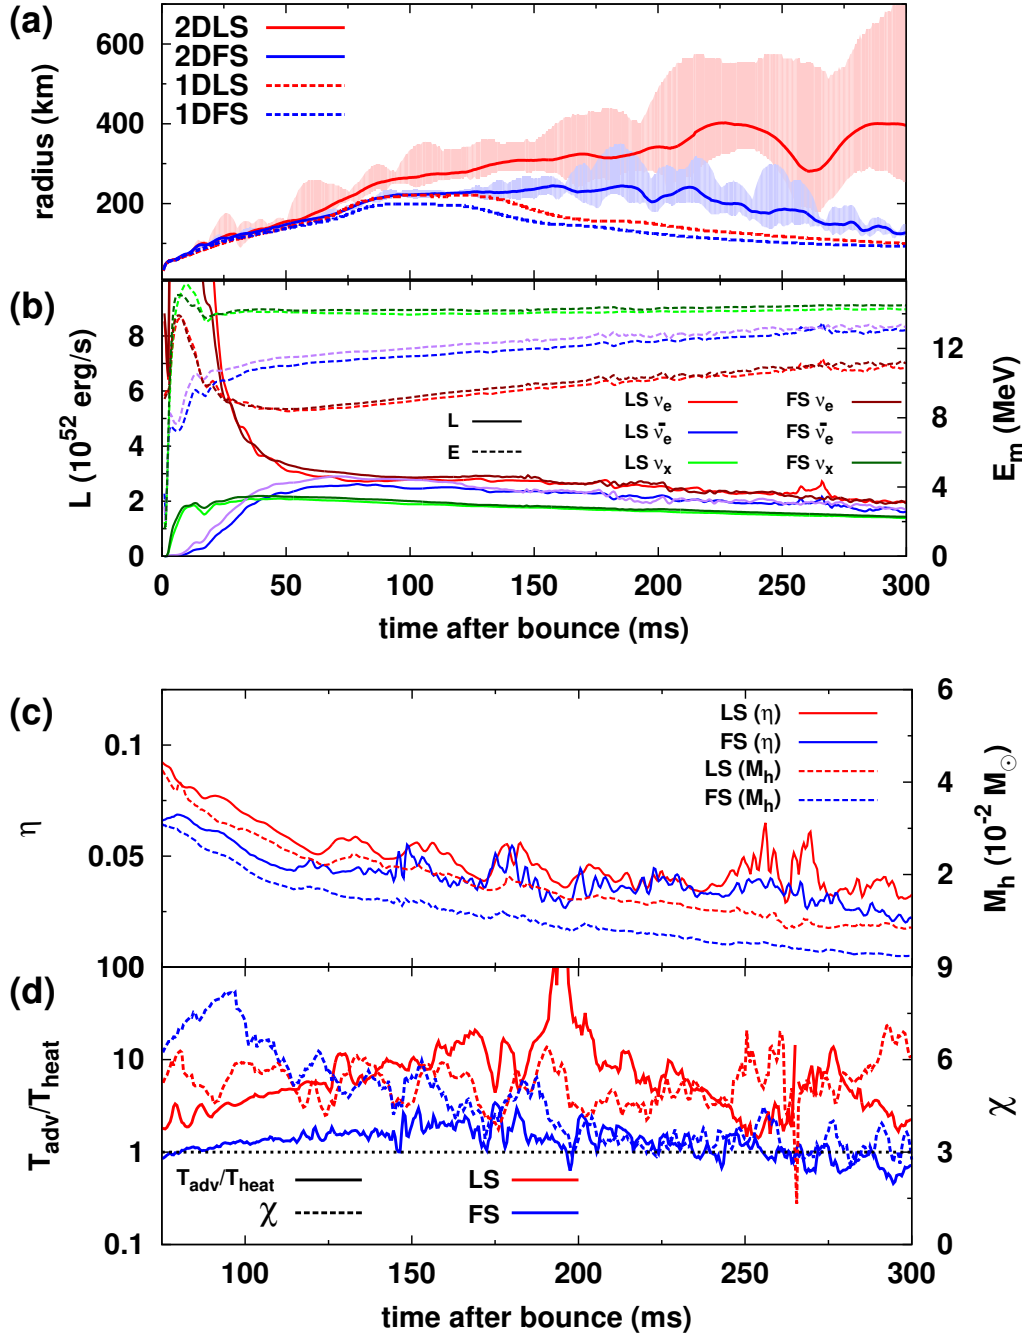 (a)
600
400
200
radius (km)
2DLS
2DFS
1DLS
1DFS
(b)
8
6
4
2
0
L (10^52 erg/s)
12
8
4
0
E_m (MeV)
L
E
LS ν_e
LS ν̄_e
LS ν_x
FS ν_e
FS ν̄_e
FS ν_x
0 50 100 150 200 250 300
time after bounce (ms)
(c)
0.1
0.05
η
6
4
2
M_h (10^-2 M_⊙)
LS (η)
FS (η)
LS (M_h)
FS (M_h)
(d)
100
10
1
0.1
T_adv/T_heat
9
6
3
0
χ
T_adv/T_heat
χ
LS
FS
100 150 200 250 300
time after bounce (ms)